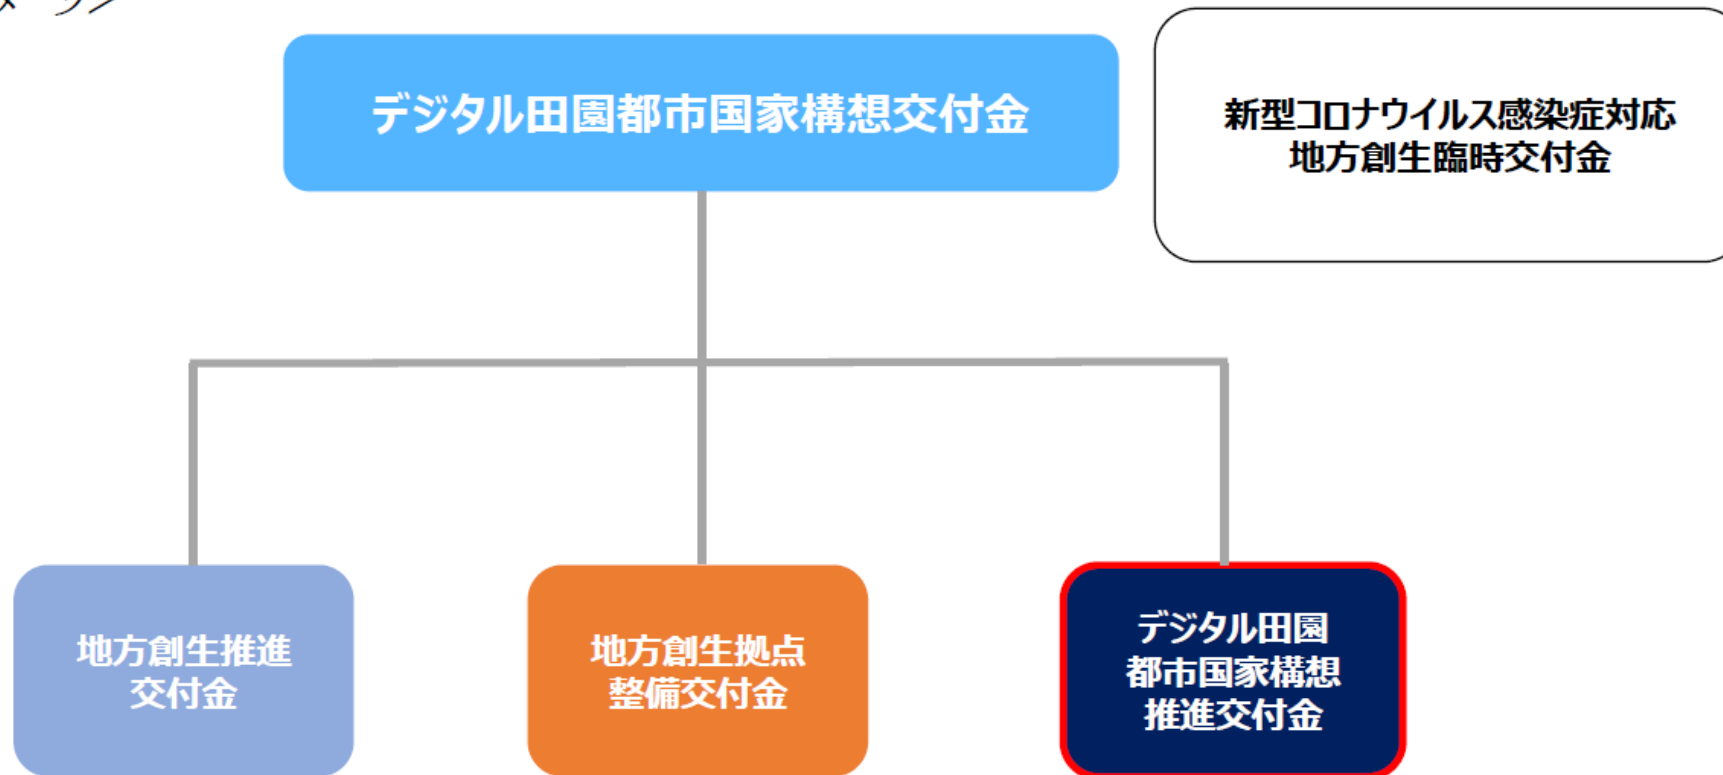 デジタル田園都市国家構想交付金
新型コロナウイルス感染症対応
地方創生臨時交付金
地方創生推進
交付金
地方創生拠点
整備交付金
デジタル田園
都市国家構想
推進交付金